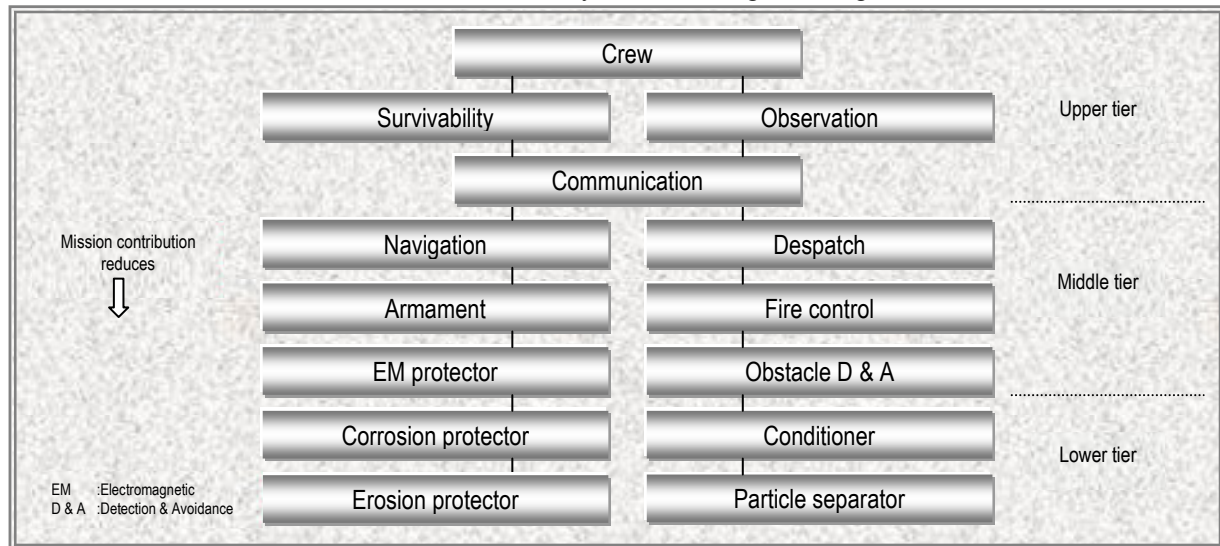 Crew
Survivability
Observation
Upper tier
Communication
Mission contribution
reduces
Navigation
Despatch
Middle tier
Armament
Fire control
EM protector
Obstacle D & A
Corrosion protector
Conditioner
Lower tier
EM :Electromagnetic
D & A :Detection & Avoidance
Erosion protector
Particle separator